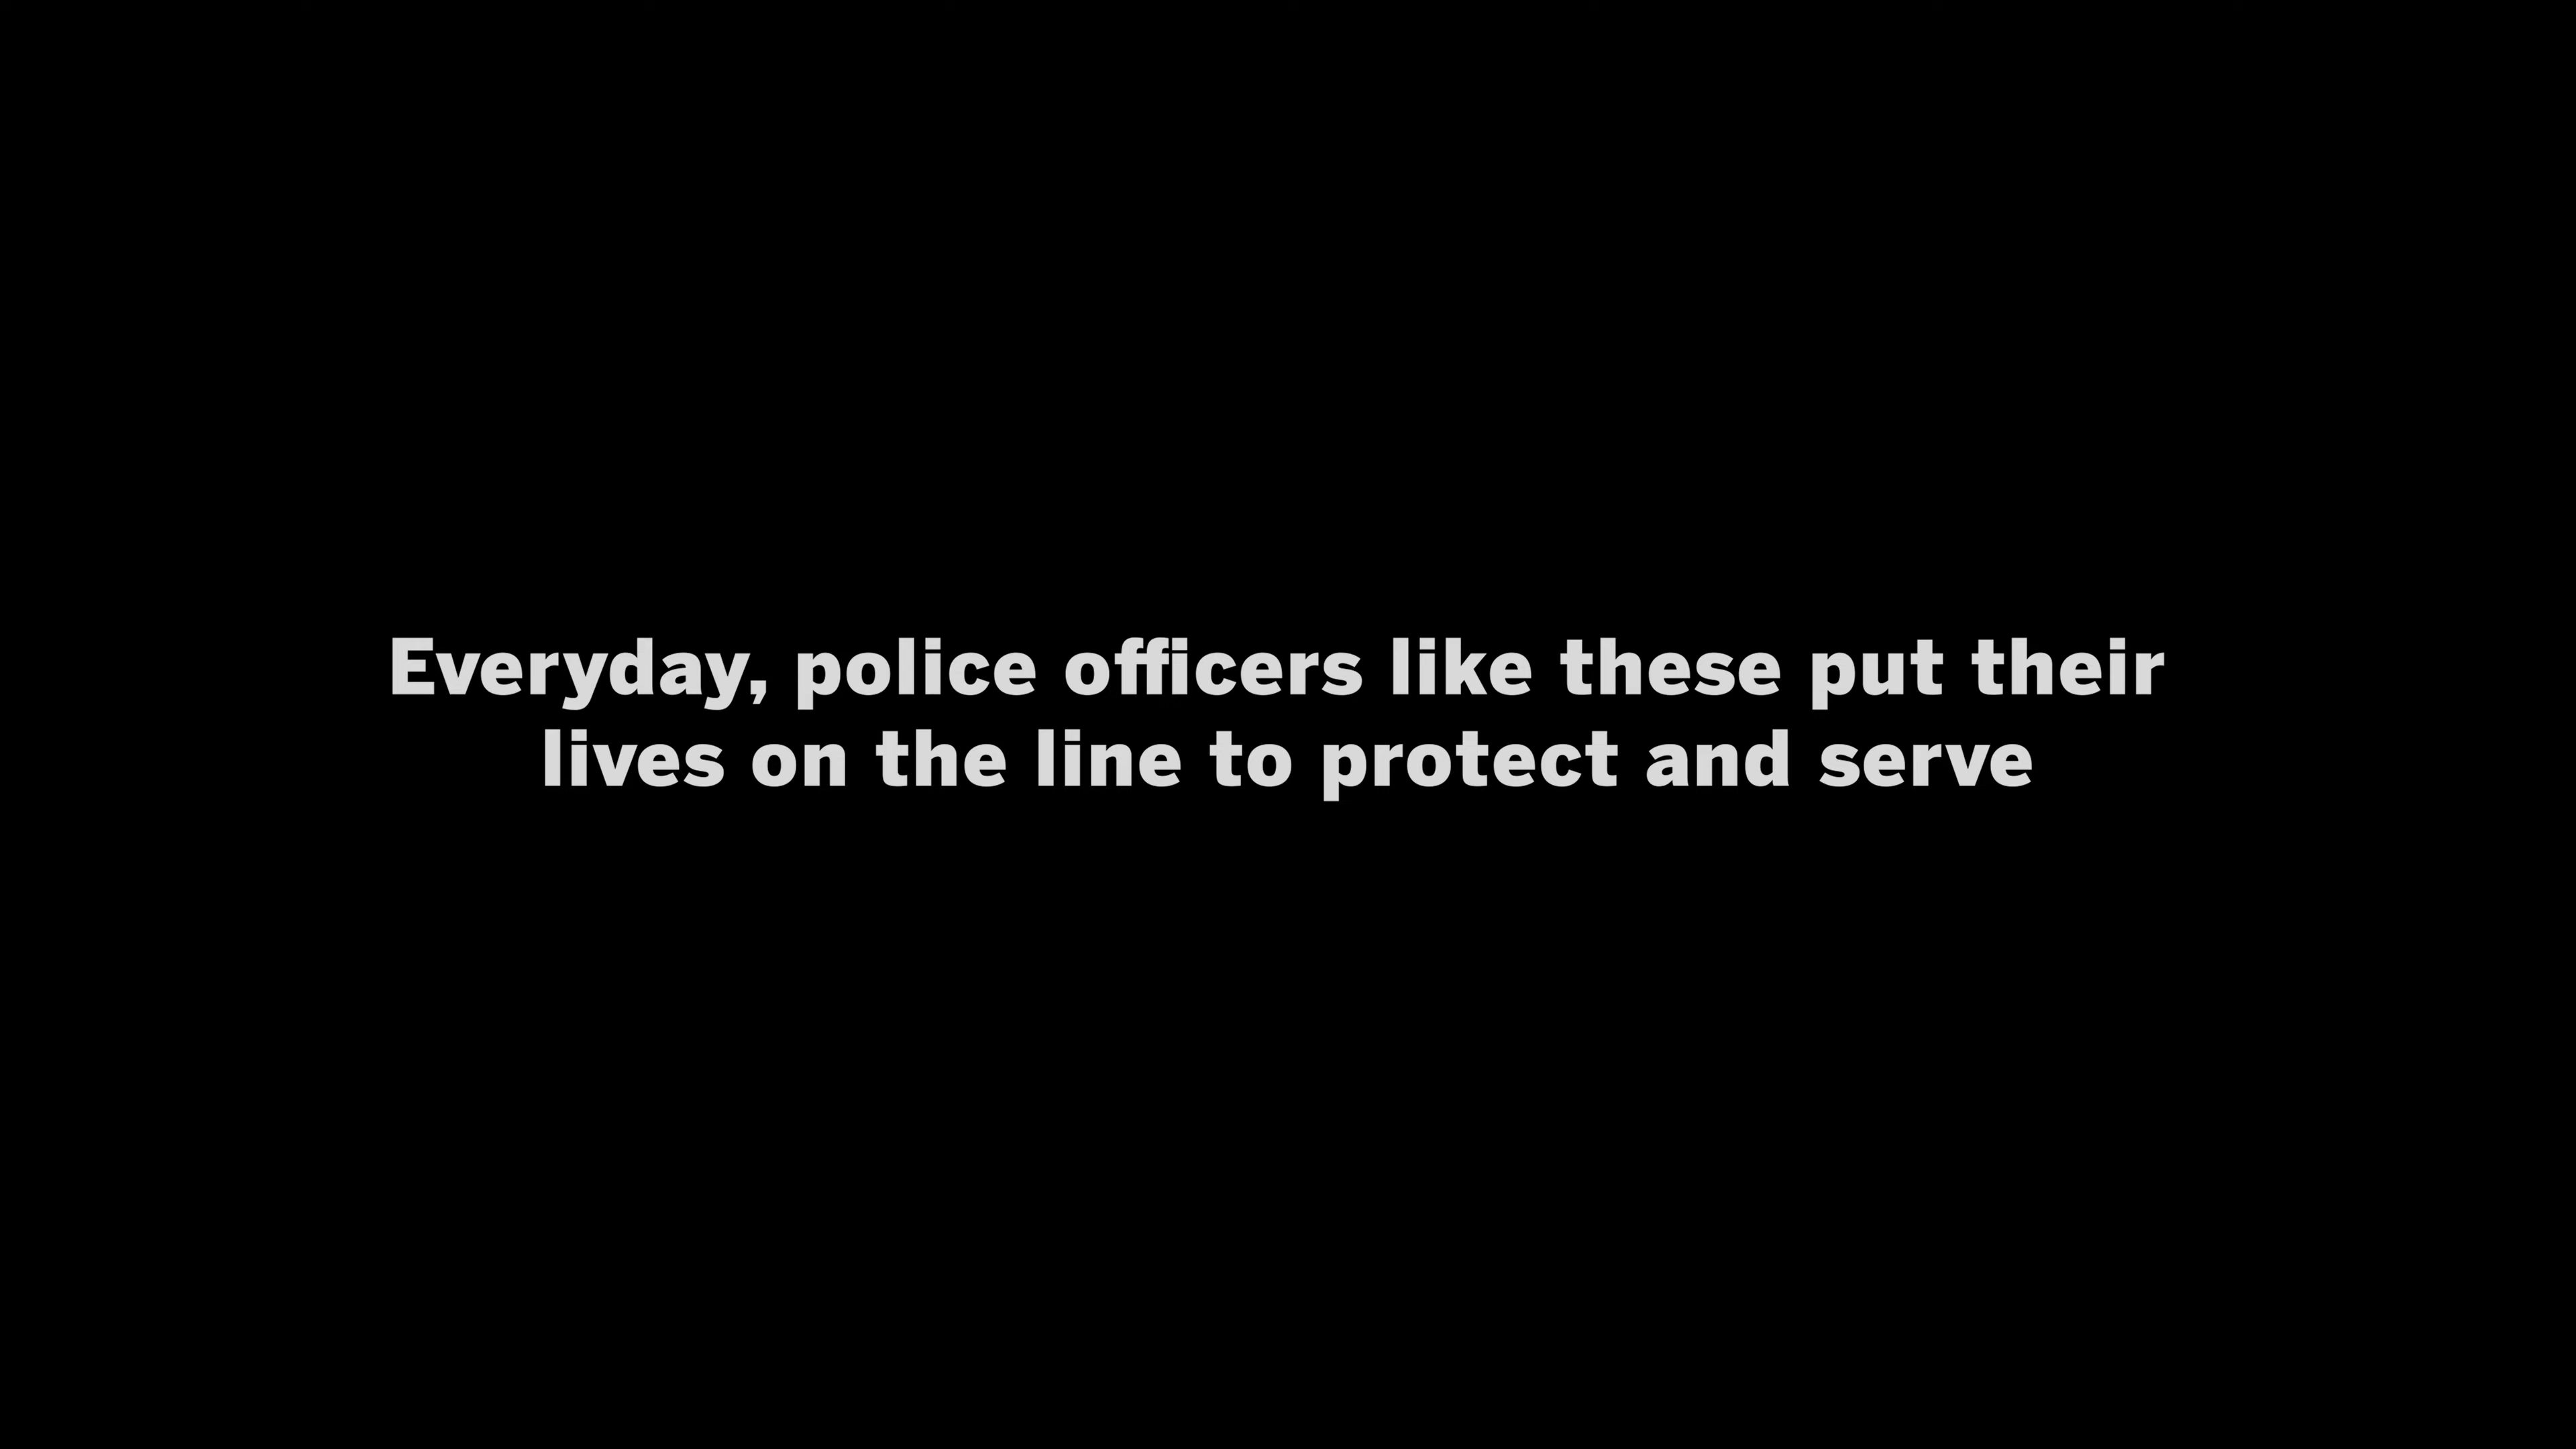 Everyday, police officers like these put their
lives on the line to protect and serve